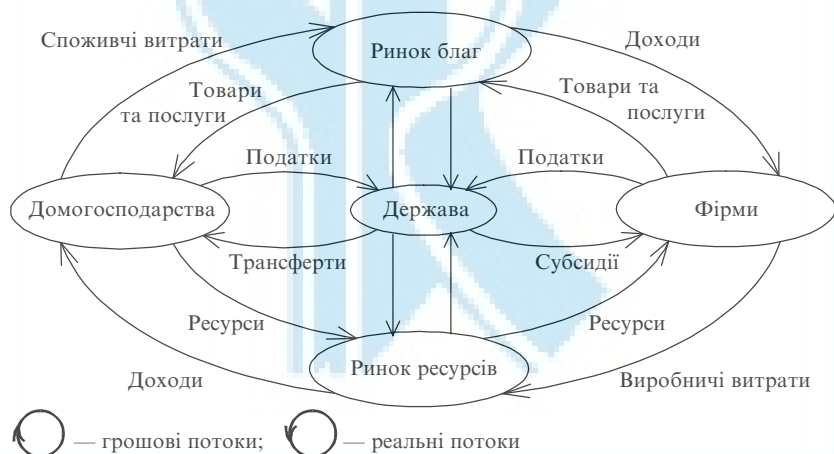 Споживчі витрати
Ринок благ
Доходи
Товари
та послуги
Товари та
послуги
Податки
Податки
Домогосподарства
Держава
Фірми
Трансферти
Субсидії
Ресурси
Ресурси
Доходи
Ринок ресурсів
Виробничі витрати
— грошові потоки; — реальні потоки